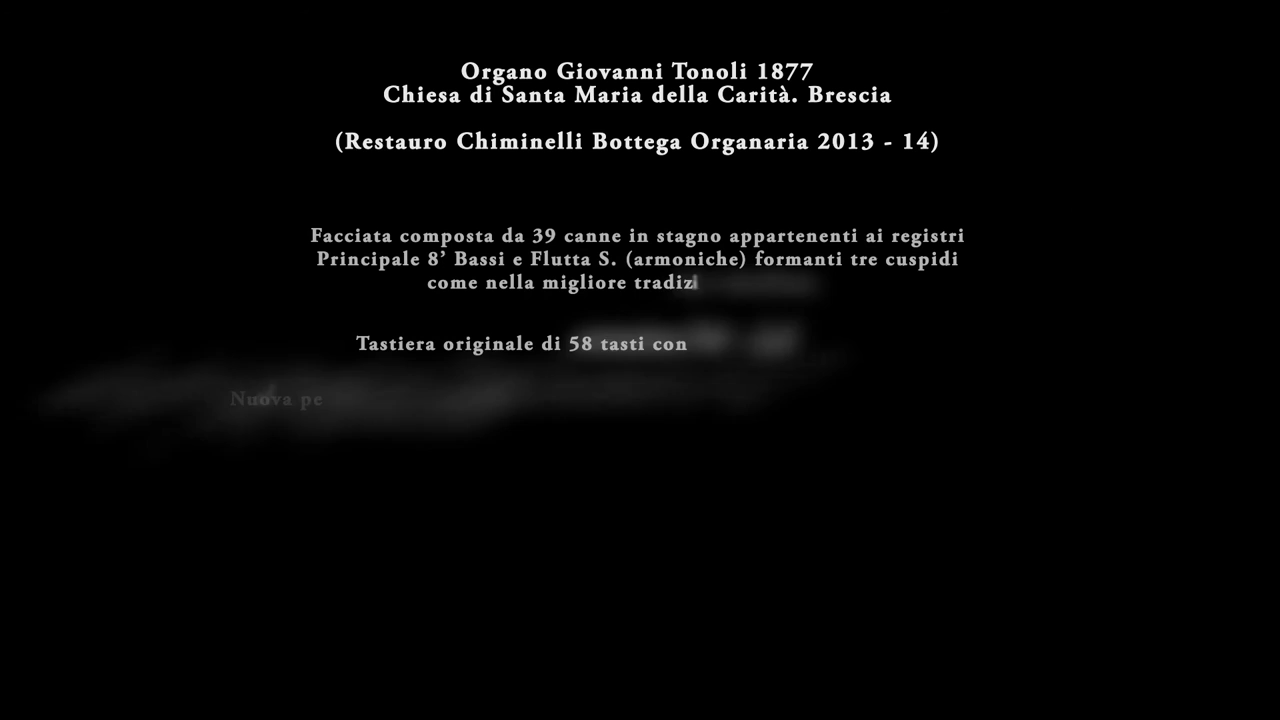 Organo Giovanni Tonoli 1877
Chiesa di Santa Maria della Carità. Brescia
(Restauro Chiminelli Bottega Organaria 2013 - 14)
Facciata composta da 39 canne in stagno appartenenti ai registri
Principale 8’ Bassi e Flutta S. (armoniche) formanti tre cuspidi
come nella migliore tradizi
Tastiera originale di 58 tasti con
Nuova pe